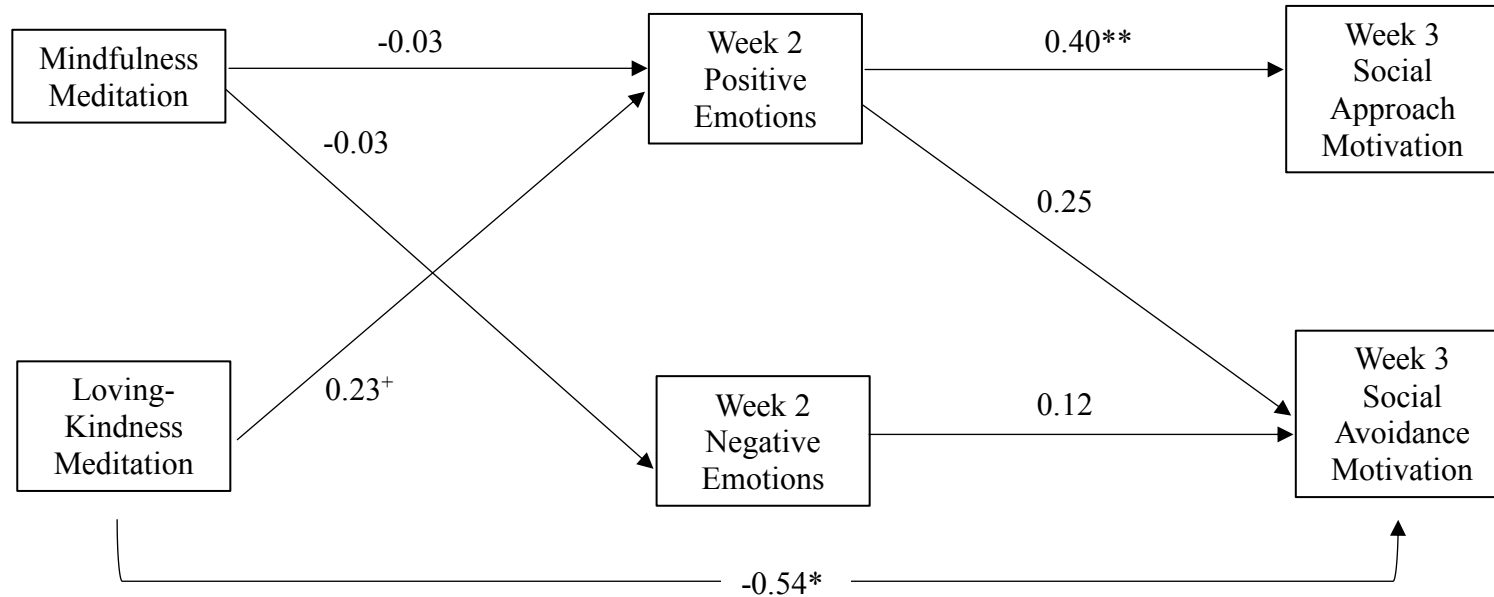 Mindfulness
Meditation
-0.03
Week 2
Positive
Emotions
0.40**
Week 3
Social
Approach
Motivation
-0.03
0.25
Loving-
Kindness
Meditation
0.23⁺
Week 2
Negative
Emotions
0.12
Week 3
Social
Avoidance
Motivation
-0.54*